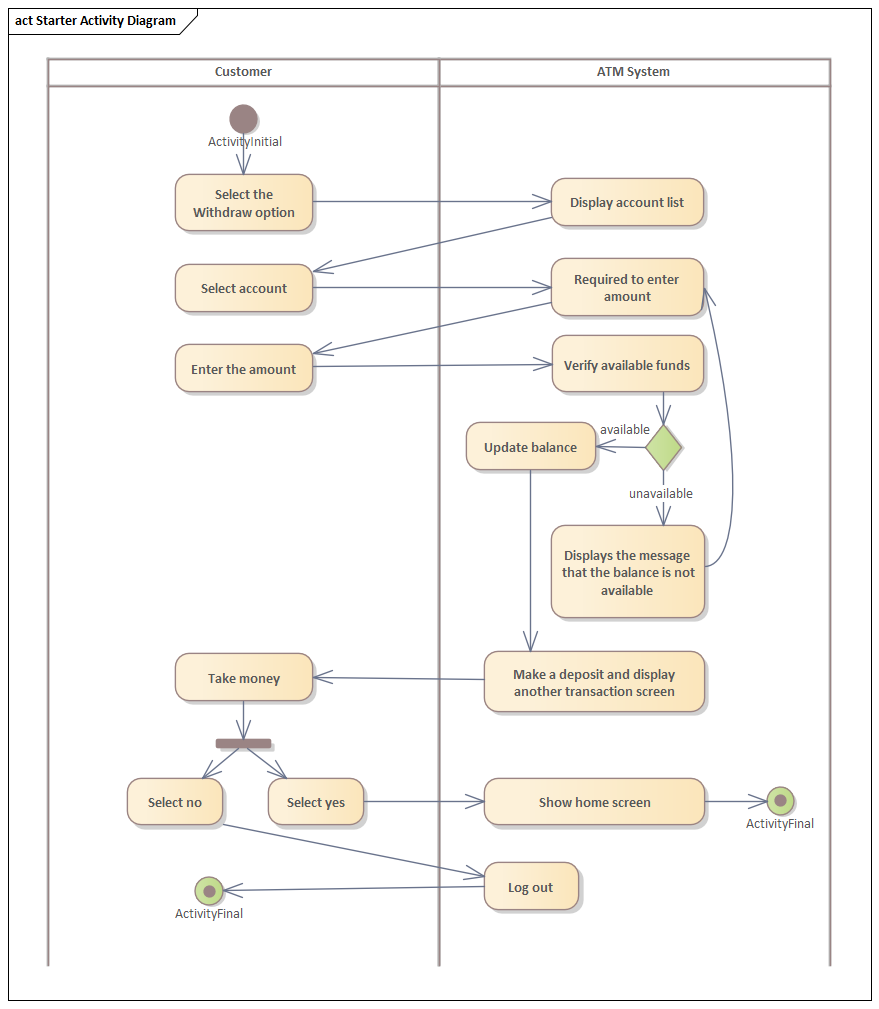 act Starter Activity Diagram
Customer
ATM System
ActivityInitial
Select the
Withdraw option
Display account list
Select account
Required to enter
amount
Enter the amount
Verify available funds
available
Update balance
unavailable
Displays the message
that the balance is not
available
Take money
Make a deposit and display
another transaction screen
Select no
Select yes
Show home screen
ActivityFinal
Log out
ActivityFinal